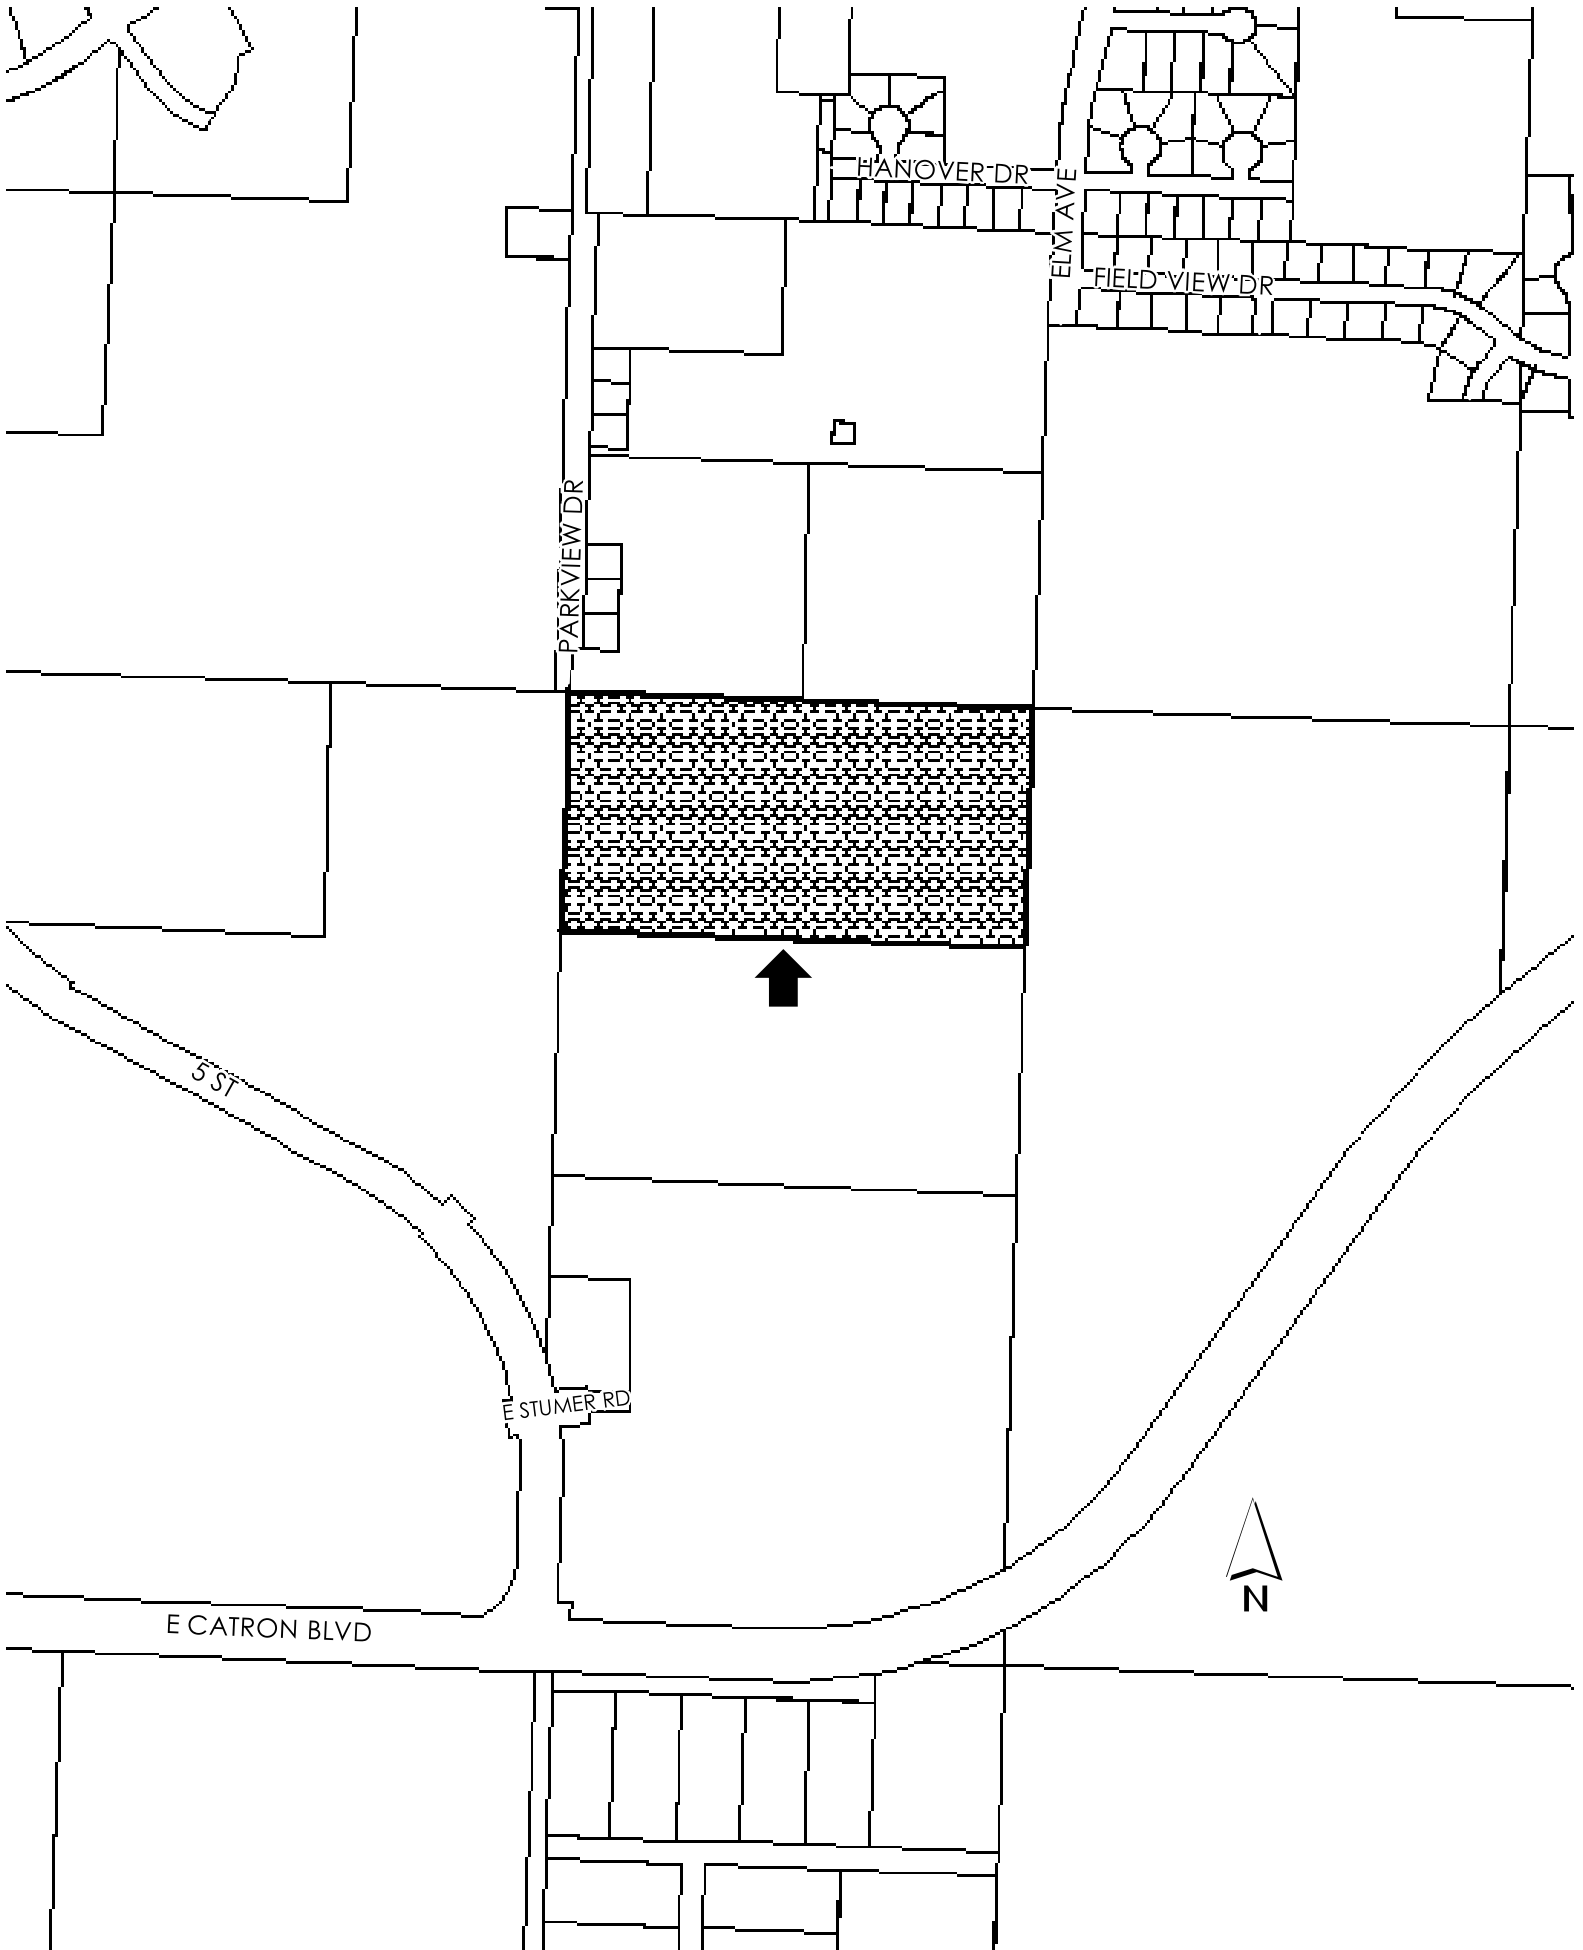 HANOVER DR
ELM AVE
FIELD VIEW DR
PARKVIEW DR
5 ST
E STUMER RD
N
E CATRON BLVD